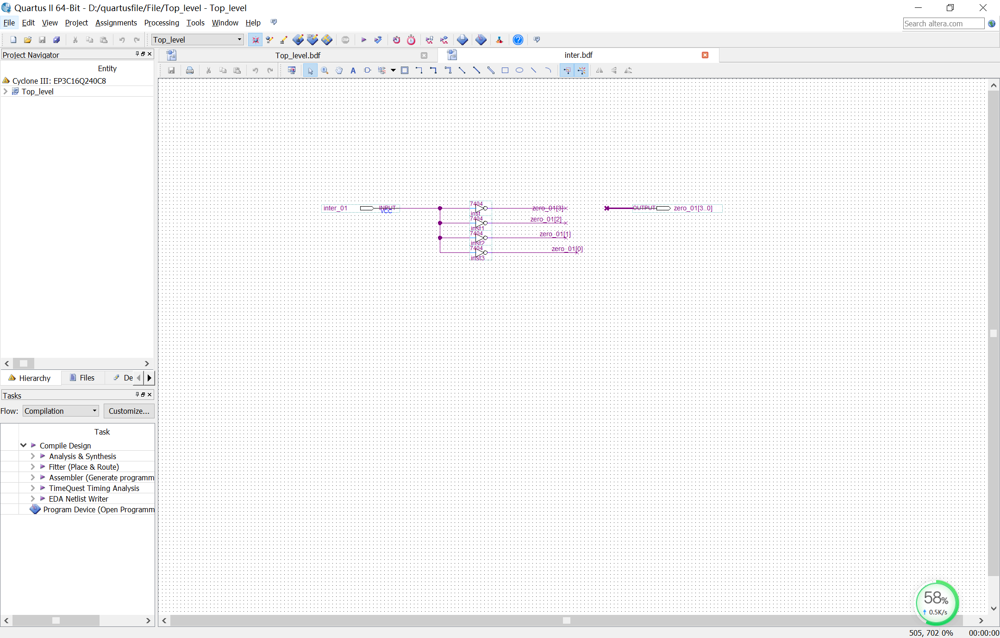 Quartus II 64-Bit - D:/quartusfile/File/Top_level - Top_level
File Edit View Project Assignments Processing Tools Window Help
Search altera.com
Top_level
STOP
Project Navigator
Top_level.bdf
inter.bdf
Entity
Cyclone III: EP3C16Q240C8
BDF Top_level
A
inter_01 INPUT VCC
7404
inst
zero_01[3]
OUTPUT zero_01[3..0]
7404
inst1
zero_01[2]
7404
inst2
zero_01[1]
7404
inst3
zero_01[0]
Hierarchy Files De
Tasks
Flow: Compilation Customize...
Task
Compile Design
Analysis & Synthesis
Fitter (Place & Route)
Assembler (Generate programm
TimeQuest Timing Analysis
EDA Netlist Writer
Program Device (Open Programm
58%
0.5K/s
505, 702 0% 00:00:00